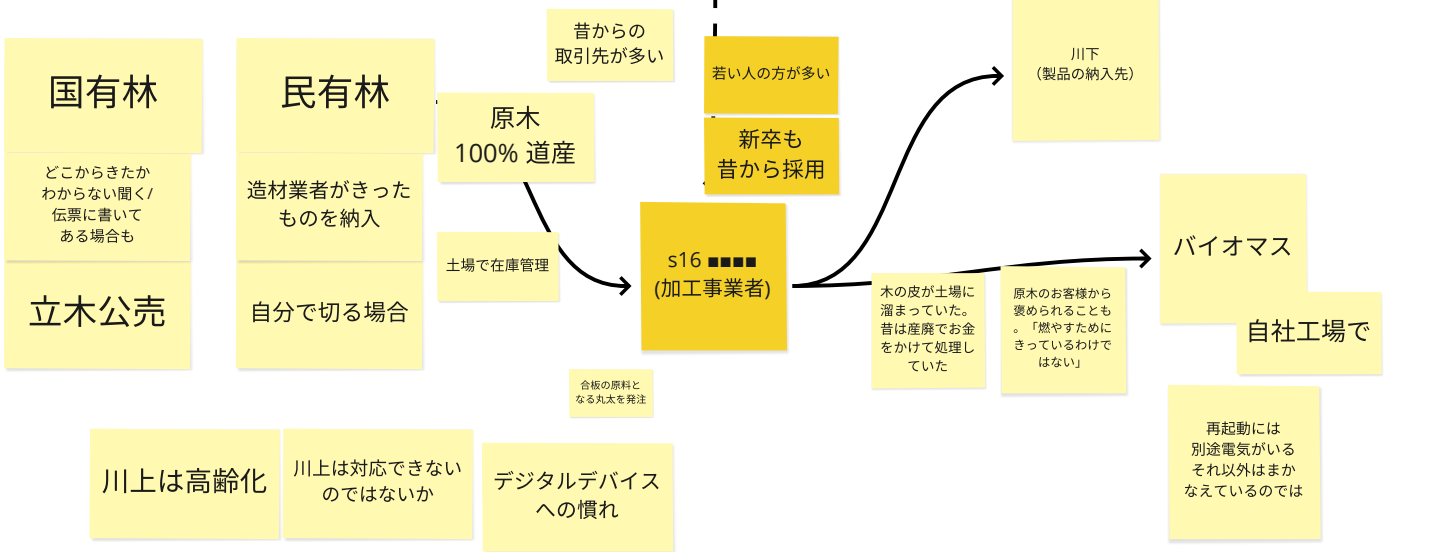 国有林
民有林
どこからきたか
わからない聞く/
伝票に書いて
ある場合も
造材業者がきった
ものを納入
立木公売
自分で切る場合
昔からの
取引先が多い
原木
100% 道産
土場で在庫管理
若い人の方が多い
新卒も
昔から採用
s16 ■■■■
(加工事業者)
合板の原料と
なる丸太を発注
川下
（製品の納入先）
木の皮が土場に
溜まっていた。
昔は産廃でお金
をかけて処理し
ていた
原木のお客様から
褒められることも
。「燃やすために
きっているわけで
はない」
バイオマス
自社工場で
再起動には
別途電気がいる
それ以外はまか
なえているのでは
川上は高齢化
川上は対応できない
のではないか
デジタルデバイス
への慣れ